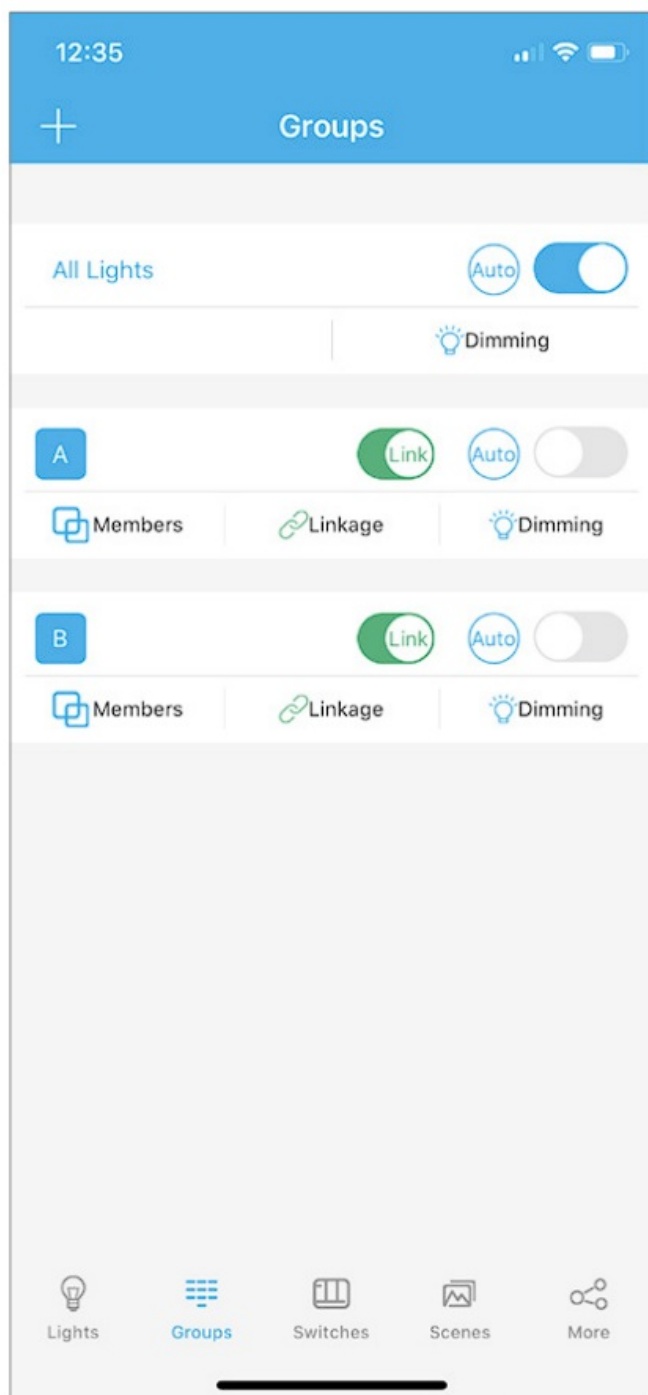 12:35
Groups
All Lights Auto
Dimming
A Link Auto
Members Linkage Dimming
B Link Auto
Members Linkage Dimming
Lights Groups Switches Scenes More